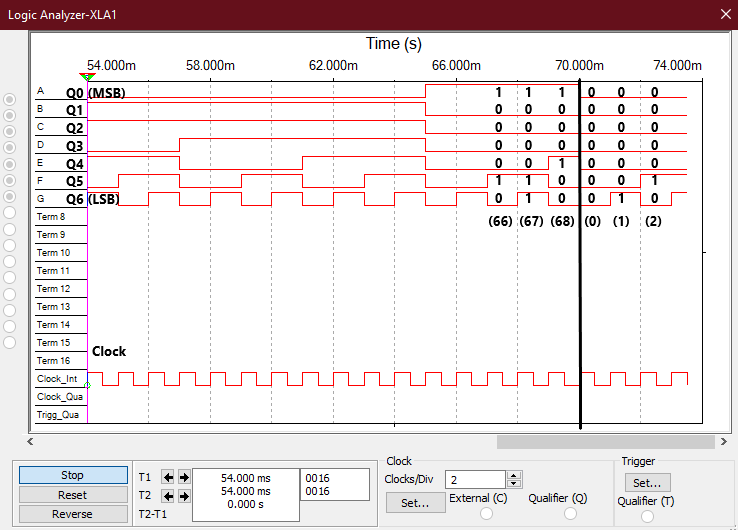 Logic Analyzer-XLA1
Time (s)
54.000m 58.000m 62.000m 66.000m 70.000m 74.000m
A Q0 (MSB) 1 1 1 0 0 0
B Q1 0 0 0 0 0 0
C Q2 0 0 0 0 0 0
D Q3 0 0 0 0 0 0
E Q4 0 0 1 0 0 0
F Q5 1 1 0 0 0 1
G Q6 (LSB) 0 1 0 0 1 0
Term 8 (66) (67) (68) (0) (1) (2)
Term 9
Term 10
Term 11
Term 12
Term 13
Term 14
Term 15
Term 16 Clock
Clock_Int
Clock_Qua
Trigg_Qua
Stop
Reset
Reverse
T1 54.000 ms 0016
T2 54.000 ms 0016
T2-T1 0.000 s
Clock
Clocks/Div 2
Set...
External (C)
Qualifier (Q)
Trigger
Set...
Qualifier (T)